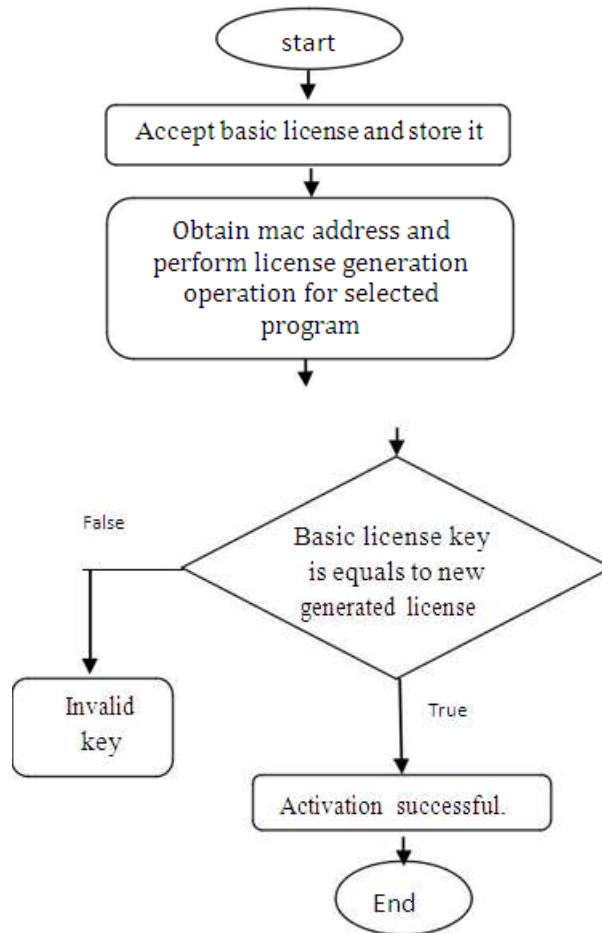 start
Accept basic license and store it
Obtain mac address and
perform license generation
operation for selected
program
False
Basic license key
is equals to new
generated license
Invalid
key
True
Activation successful.
End